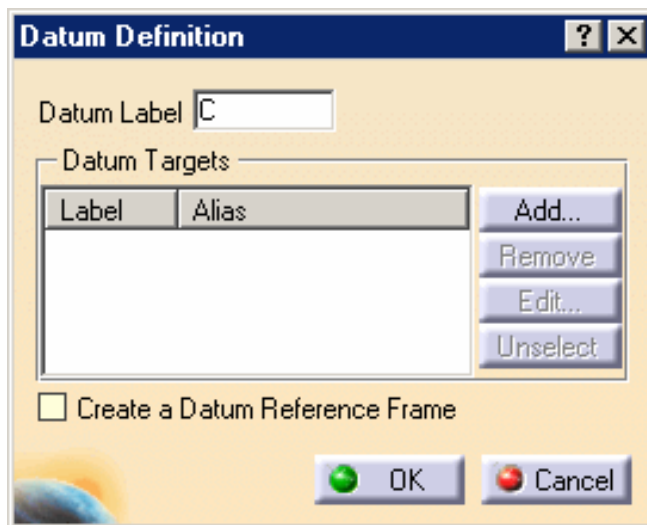 Datum Definition ? X
Datum Label C
Datum Targets
Label Alias
Add...
Remove
Edit...
Unselect
Create a Datum Reference Frame
OK Cancel